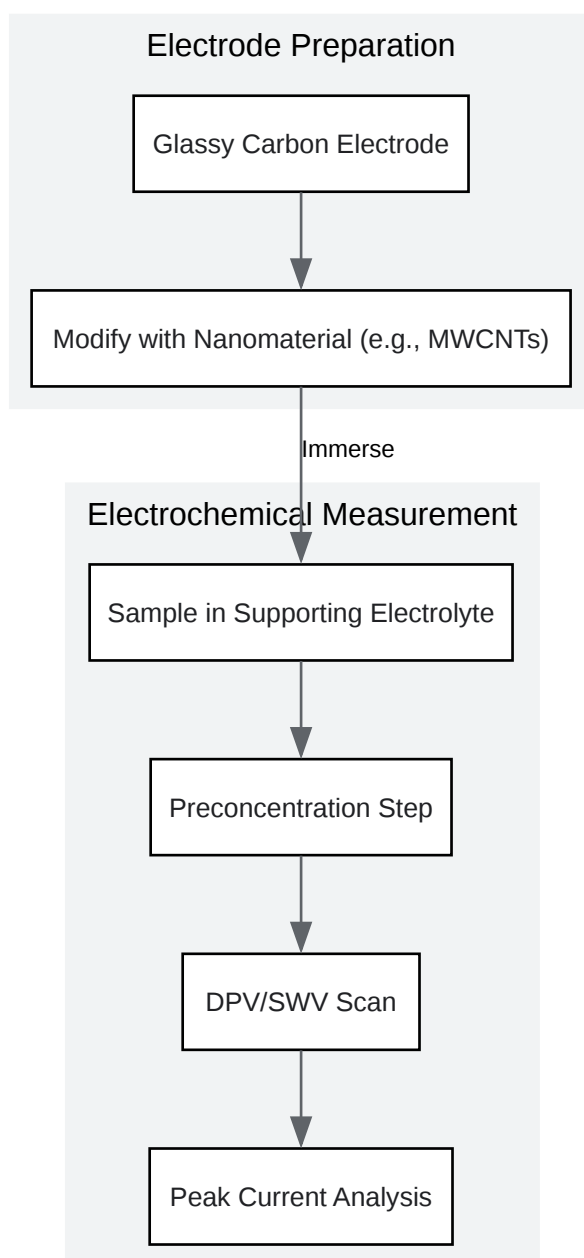 Electrode Preparation
Glassy Carbon Electrode
Modify with Nanomaterial (e.g., MWCNTs)
Immerse
Electrochemical Measurement
Sample in Supporting Electrolyte
Preconcentration Step
DPV/SWV Scan
Peak Current Analysis